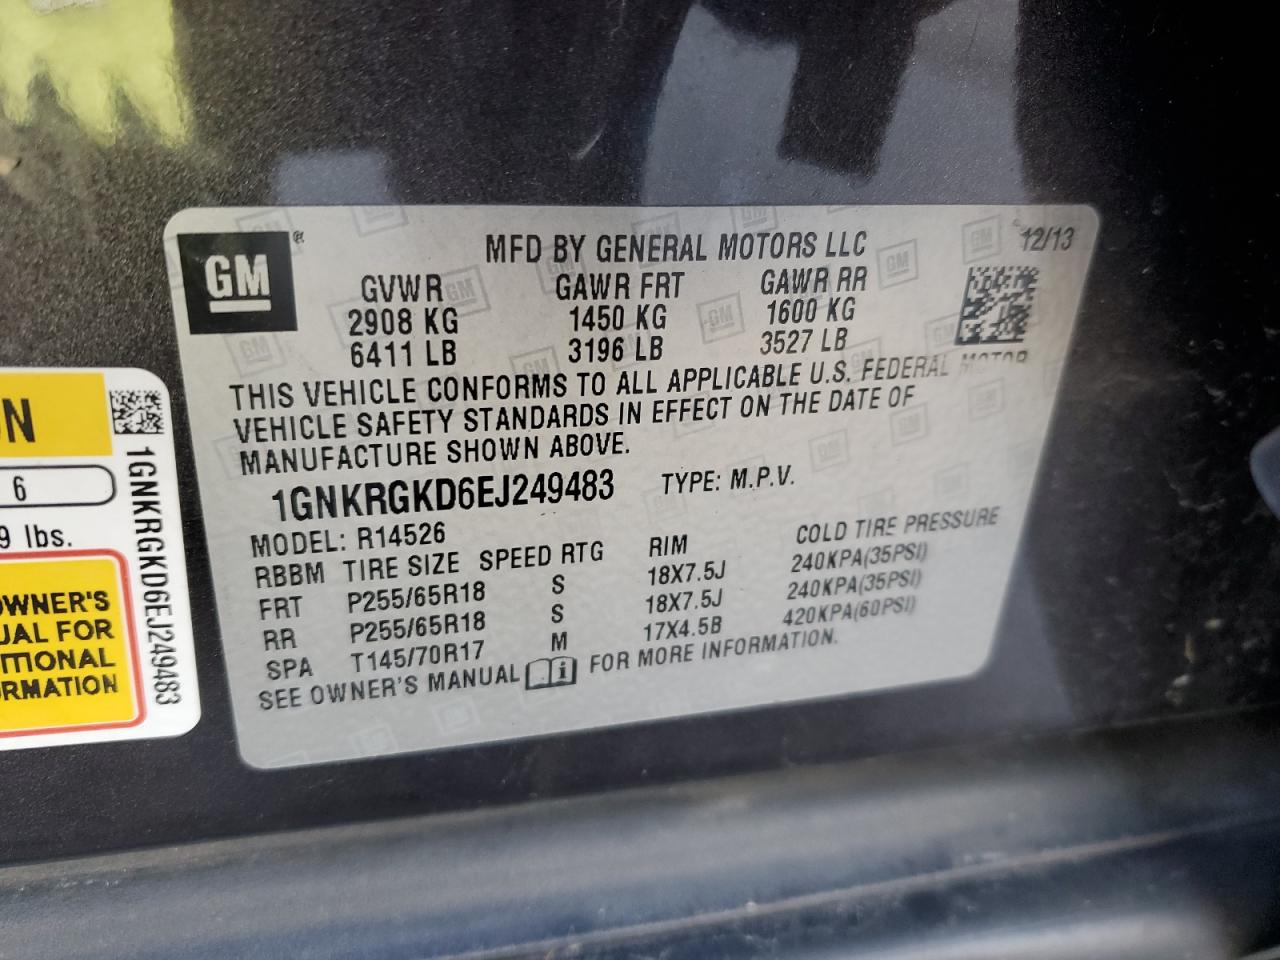 GM
®
MFD BY GENERAL MOTORS LLC
12/13
GVWR GAWR FRT GAWR RR
2908 KG 1450 KG 1600 KG
6411 LB 3196 LB 3527 LB
THIS VEHICLE CONFORMS TO ALL APPLICABLE U.S. FEDERAL MOTOR
VEHICLE SAFETY STANDARDS IN EFFECT ON THE DATE OF
MANUFACTURE SHOWN ABOVE.
1GNKRGKD6EJ249483 TYPE: M.P.V.
MODEL: R14526
RBBM TIRE SIZE SPEED RTG RIM COLD TIRE PRESSURE
FRT P255/65R18 S 18X7.5J 240KPA(35PSI)
RR P255/65R18 S 18X7.5J 240KPA(35PSI)
SPA T145/70R17 M 17X4.5B 420KPA(60PSI)
SEE OWNER'S MANUAL i FOR MORE INFORMATION.
ON
6
9 lbs.
OWNER'S
UAL FOR
ITIONAL
ORMATION
1GNKRGKD6EJ249483